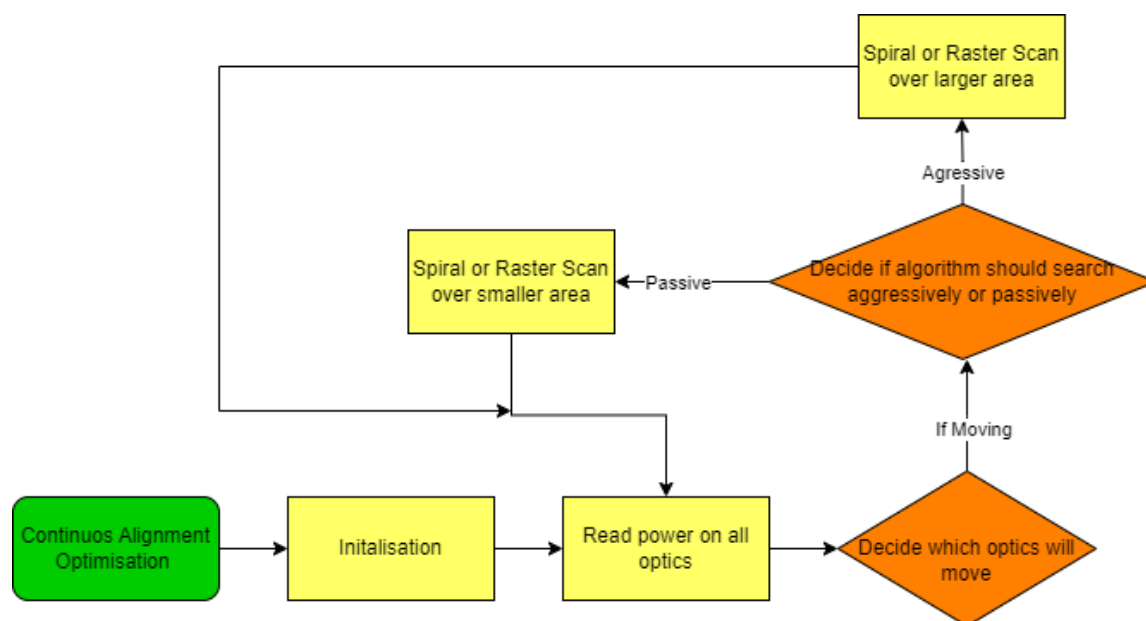 Spiral or Raster Scan
over larger area
Agressive
Spiral or Raster Scan
over smaller area
Passive
Decide if algorithm should search
aggressively or passively
If Moving
Continuos Alignment
Optimisation
Initalisation
Read power on all
optics
Decide which optics will
move